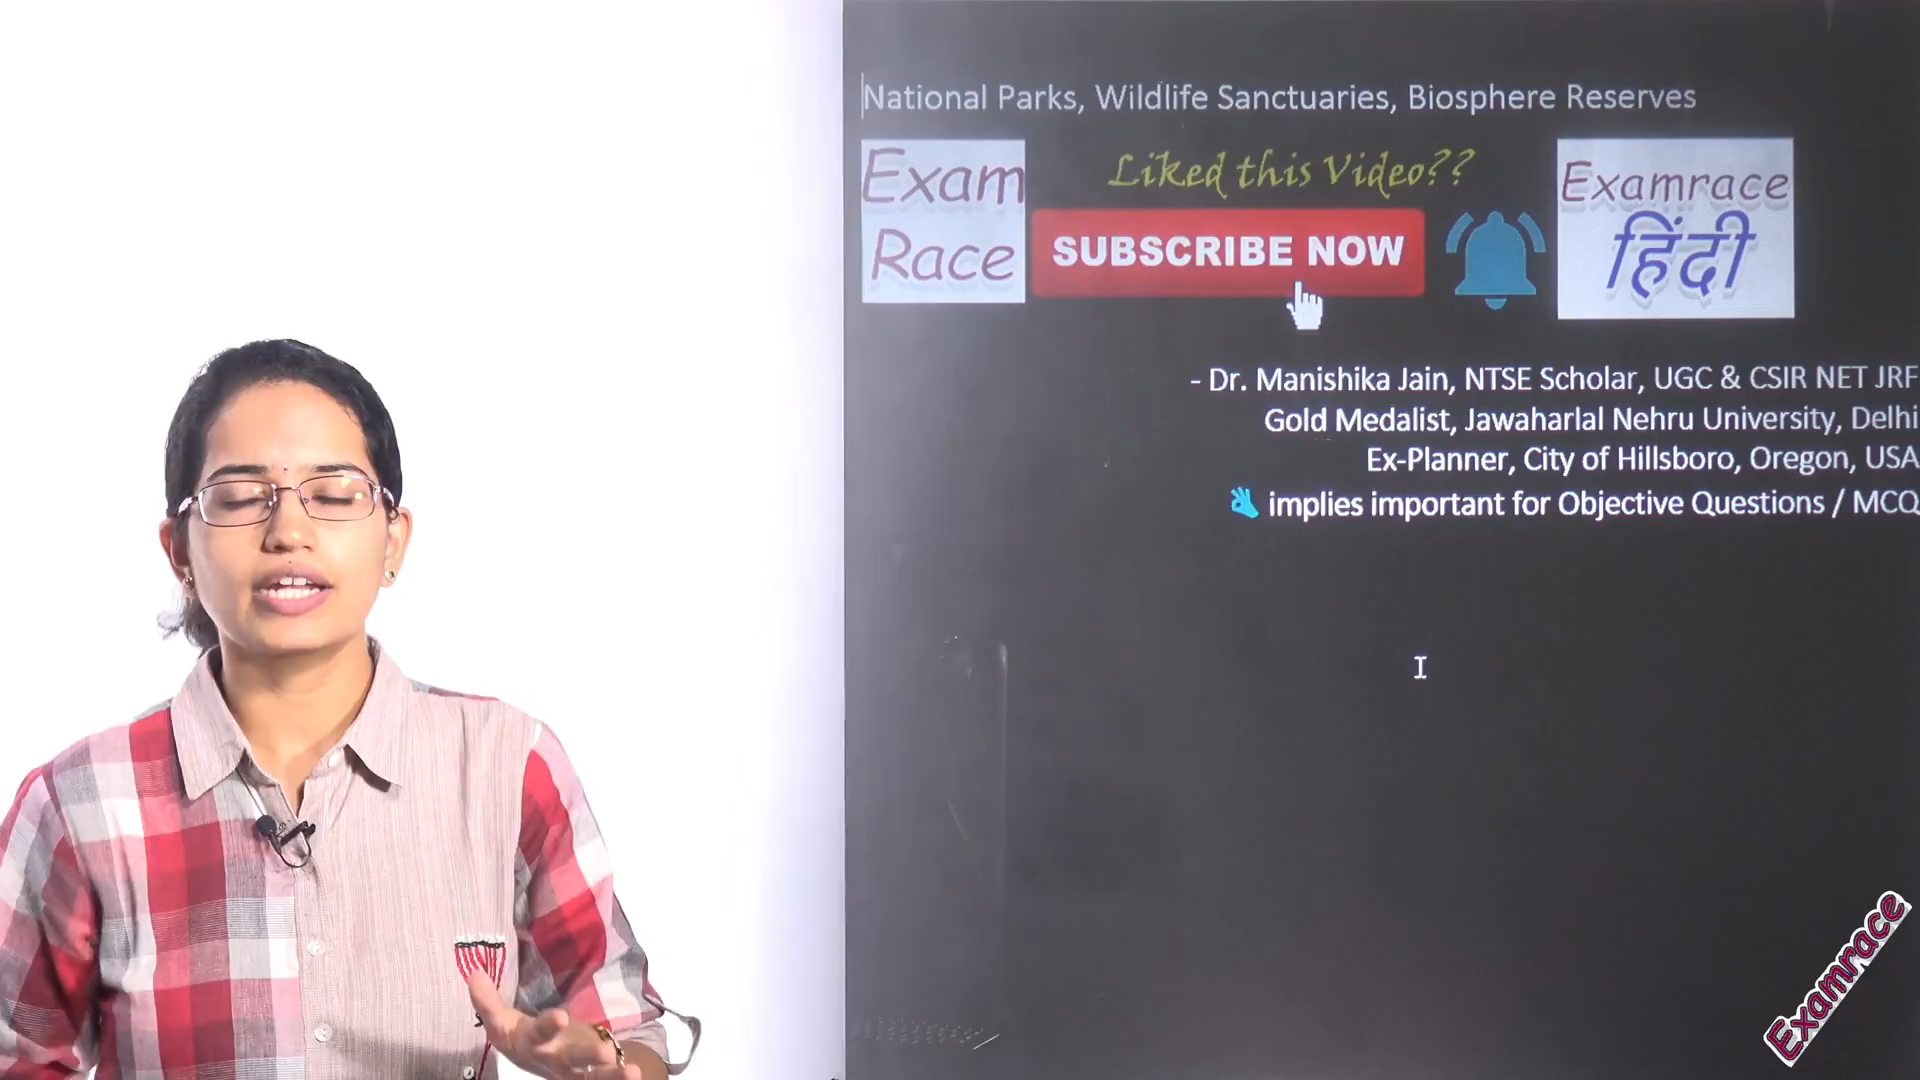 National Parks, Wildlife Sanctuaries, Biosphere Reserves
Exam
Race
Liked this Video??
SUBSCRIBE NOW
Examrace
हिंदी
- Dr. Manishika Jain, NTSE Scholar, UGC & CSIR NET JRF
Gold Medalist, Jawaharlal Nehru University, Delhi
Ex-Planner, City of Hillsboro, Oregon, USA
implies important for Objective Questions / MCQ
Examrace